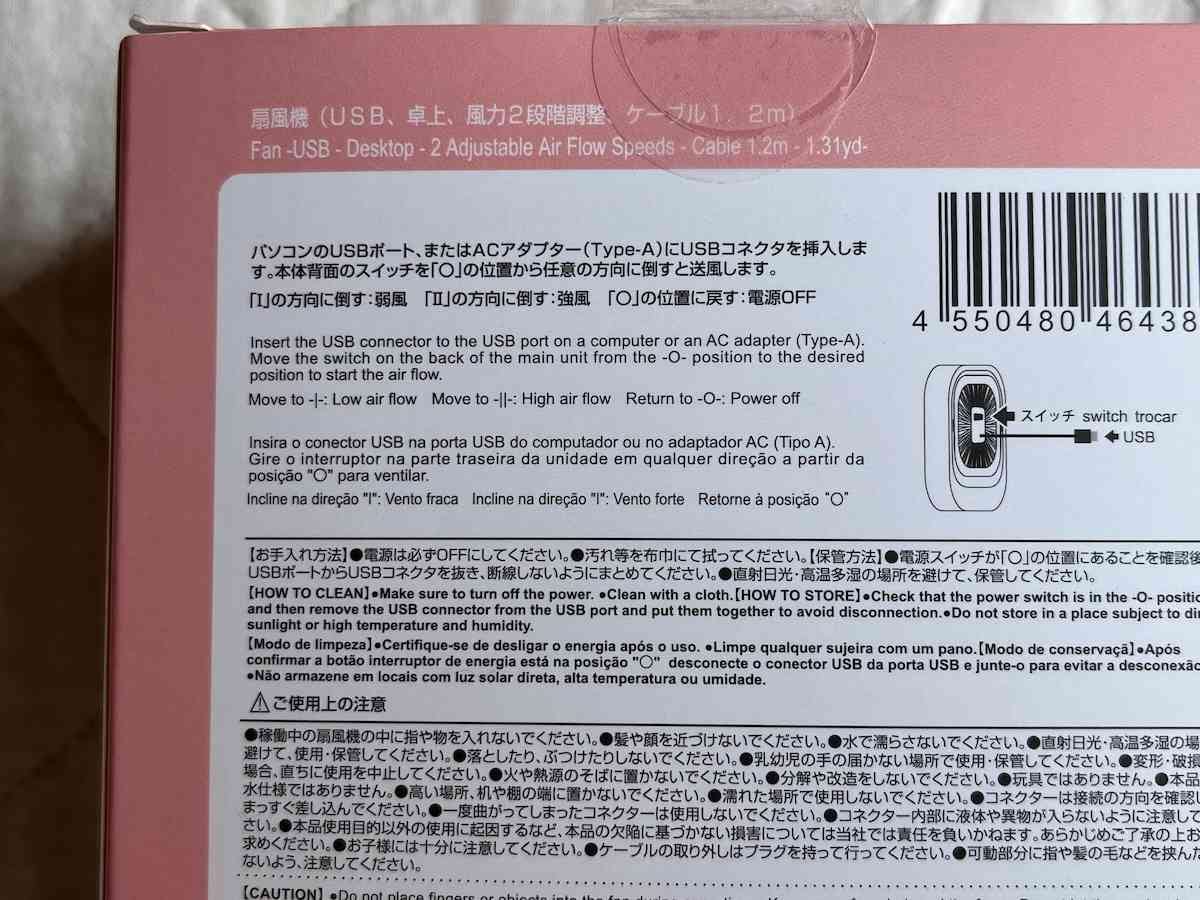 扇風機（USB、卓上、風力２段階調整、ケーブル１．２m）
Fan -USB - Desktop - 2 Adjustable Air Flow Speeds - Cable 1.2m - 1.31yd-
パソコンのUSBポート、またはACアダプター（Type-A）にUSBコネクタを挿入しま
す。本体背面のスイッチを「〇」の位置から任意の方向に倒すと送風します。
「Ⅰ」の方向に倒す：弱風　「Ⅱ」の方向に倒す：強風　「〇」の位置に戻す：電源OFF
Insert the USB connector to the USB port on a computer or an AC adapter (Type-A).
Move the switch on the back of the main unit from the -O- position to the desired
position to start the air flow.
Move to -|-: Low air flow Move to -||-: High air flow Return to -O-: Power off
Insira o conector USB na porta USB do computador ou no adaptador AC (Tipo A).
Gire o interruptor na parte traseira da unidade em qualquer direção a partir da
posição "〇" para ventilar.
Incline na direção "I": Vento fraca Incline na direção "I": Vento forte Retorne à posição "〇"
4 550480 46438
スイッチ switch trocar
USB
【お手入れ方法】●電源は必ずOFFにしてください。●汚れ等を布巾にて拭ってください。【保管方法】●電源スイッチが「〇」の位置にあることを確認後
USBポートからUSBコネクタを抜き、断線しないようにまとめてください。●直射日光・高温多湿の場所を避けて、保管してください。
【HOW TO CLEAN】●Make sure to turn off the power. ●Clean with a cloth.【HOW TO STORE】●Check that the power switch is in the -O- positio
and then remove the USB connector from the USB port and put them together to avoid disconnection.●Do not store in a place subject to dir
sunlight or high temperature and humidity.
【Modo de limpeza】●Certifique-se de desligar o energia após o uso. ●Limpe qualquer sujeira com um pano.【Modo de conservaçã】●Após
confirmar a botão interruptor de energia está na posição "〇" desconecte o conector USB da porta USB e junte-o para evitar a desconexão
●Não armazene em locais com luz solar direta, alta temperatura ou umidade.
⚠ご使用上の注意
●稼働中の扇風機の中に指や物を入れないでください。●髪や顔を近づけないでください。●水で濡らさないでください。●直射日光・高温多湿の場
避けて、使用・保管してください。●落としたり、ぶつけたりしないでください。●乳幼児の手の届かない場所で使用・保管してください。●変形・破損
場合、直ちに使用を中止してください。●火や熱源のそばに置かないでください。●分解や改造をしないでください。●玩具ではありません。●本品
水仕様ではありません。●高い場所、机や棚の端に置かないでください。●濡れた場所で使用しないでください。●コネクターは接続の方向を確認し
まっすぐ差し込んでください。●一度曲がってしまったコネクターは使用しないでください。●コネクター内部に液体や異物が入らないように注意して
さい。●本品使用目的以外の使用に起因するなど、本品の欠陥に基づかない損害については当社では責任を負いかねます。あらかじめご了承の上お
求めください。●お子様には十分に注意してください。●ケーブルの取り外しはプラグを持って行ってください。●可動部分に指や髪の毛などを挟んだ
ないよう、注意してください。
【CAUTION】●Do not place fingers or objects into the fan during